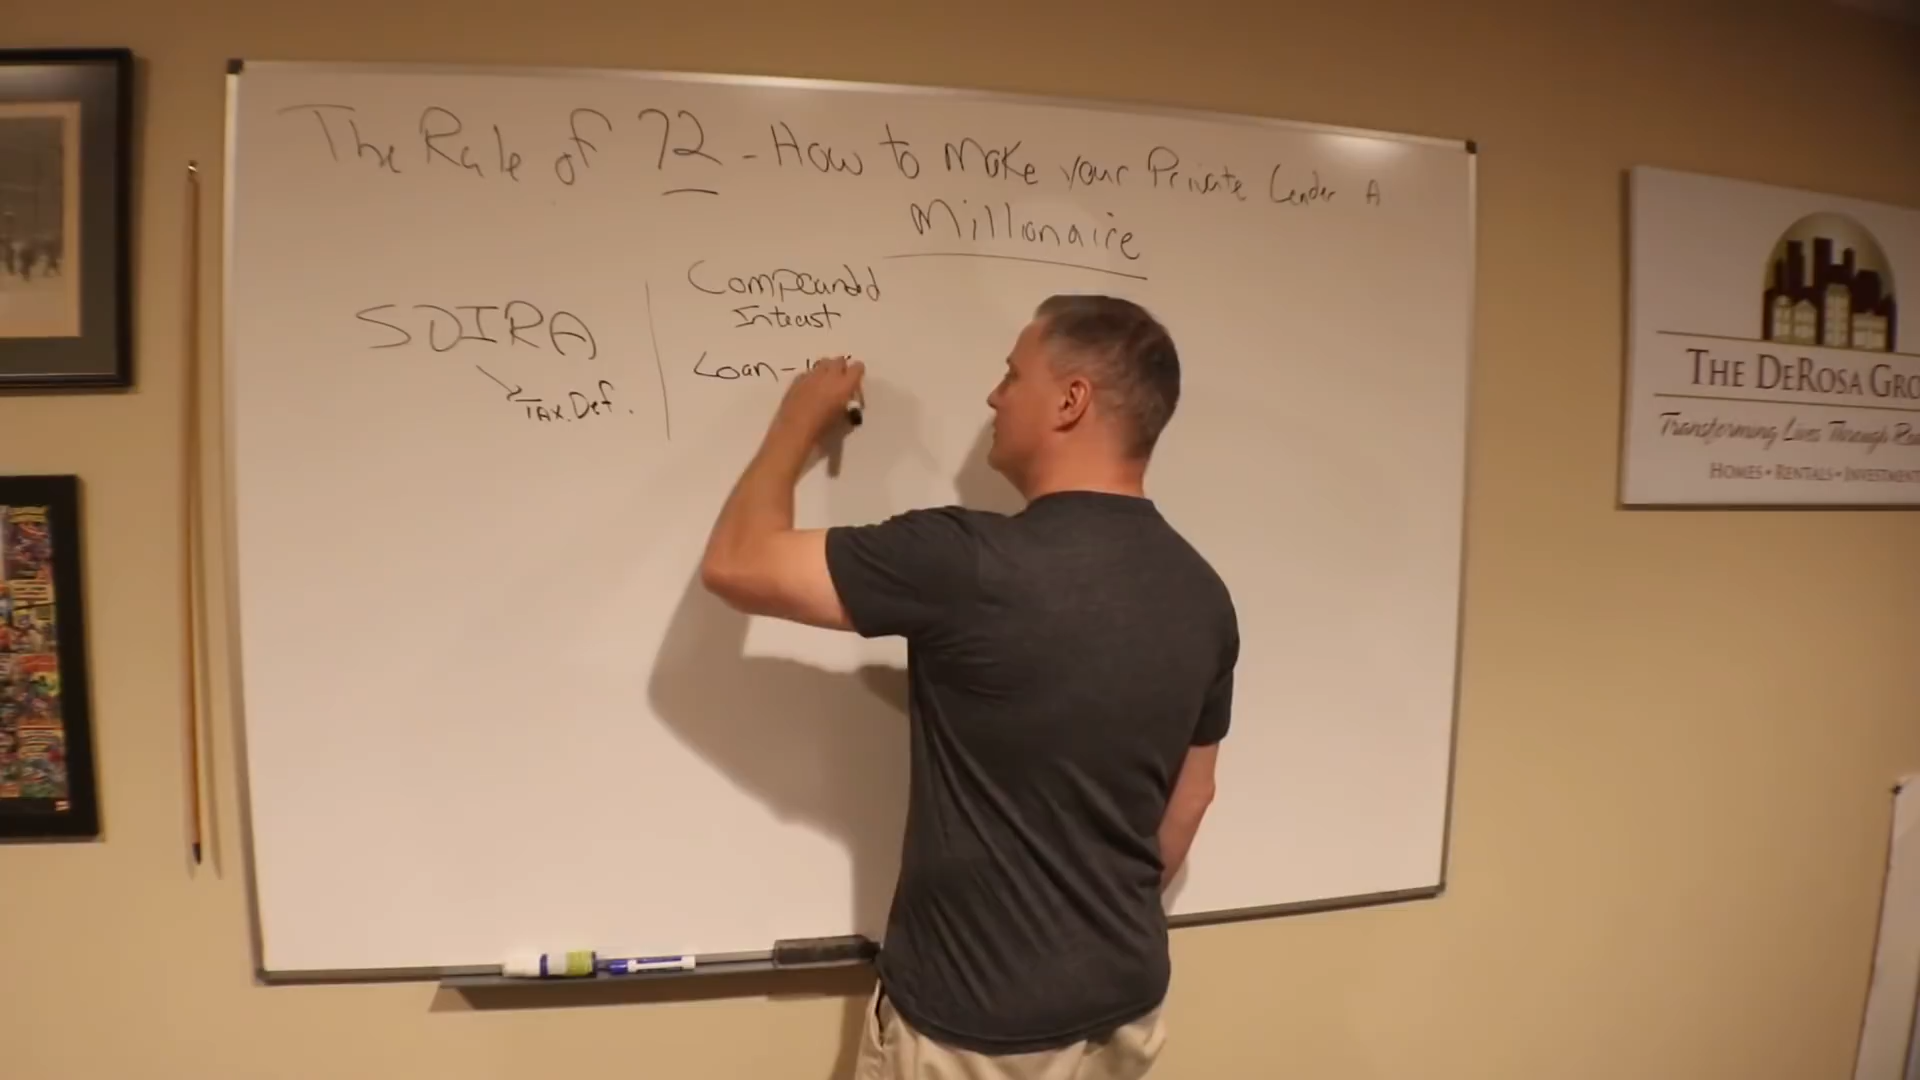 The Rule of 72 - How to Make your Private Lender A
Millionaire
SDIRA
TAX. Def.
Compounded
Interest
Loan -
THE DEROSA GRO
Transforming Lives Through Rea
HOMES • RENTALS • INVESTMENT